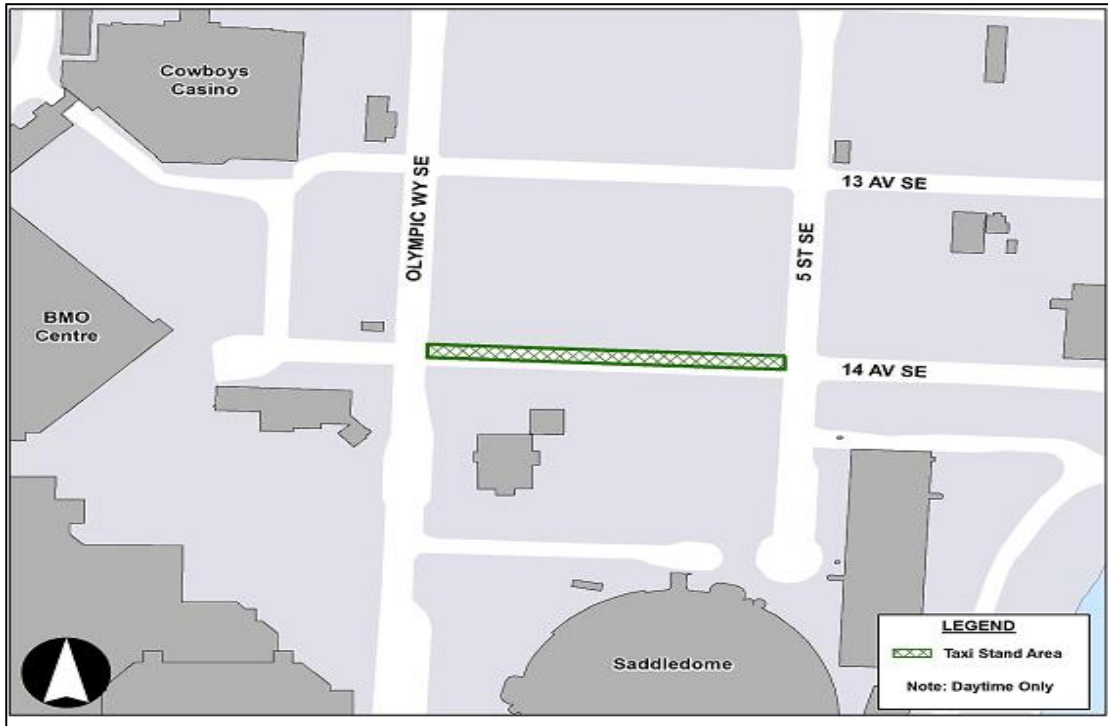 Cowboys
Casino
OLYMPIC WY SE
13 AV SE
5 ST SE
BMO
Centre
14 AV SE
Saddledome
LEGEND
Taxi Stand Area
Note: Daytime Only